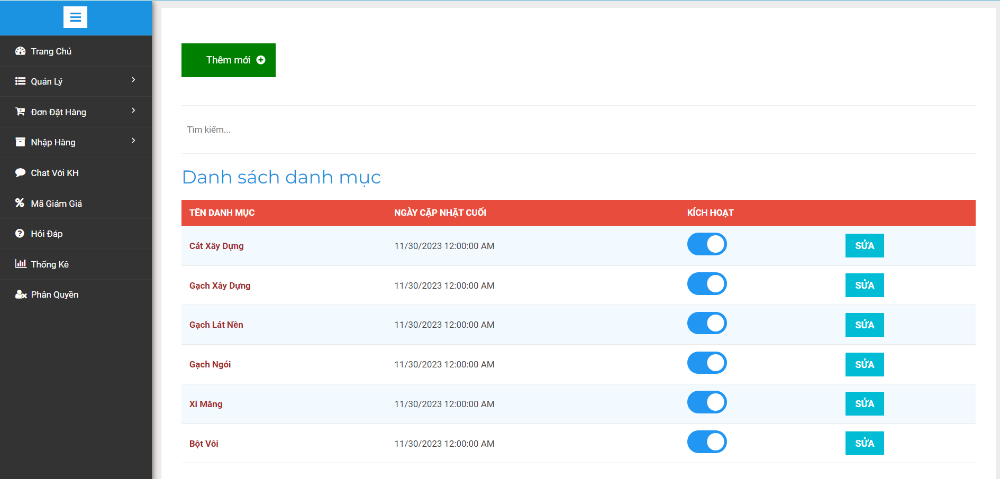 Trang Chủ
Quản Lý
Đơn Đặt Hàng
Nhập Hàng
Chat Với KH
Mã Giảm Giá
Hỏi Đáp
Thống Kê
Phân Quyền
Thêm mới
Tìm kiếm...
Danh sách danh mục
TÊN DANH MỤC NGÀY CẬP NHẬT CUỐI KÍCH HOẠT
Cát Xây Dựng 11/30/2023 12:00:00 AM SỬA
Gạch Xây Dựng 11/30/2023 12:00:00 AM SỬA
Gạch Lát Nền 11/30/2023 12:00:00 AM SỬA
Gạch Ngói 11/30/2023 12:00:00 AM SỬA
Xi Măng 11/30/2023 12:00:00 AM SỬA
Bột Vôi 11/30/2023 12:00:00 AM SỬA